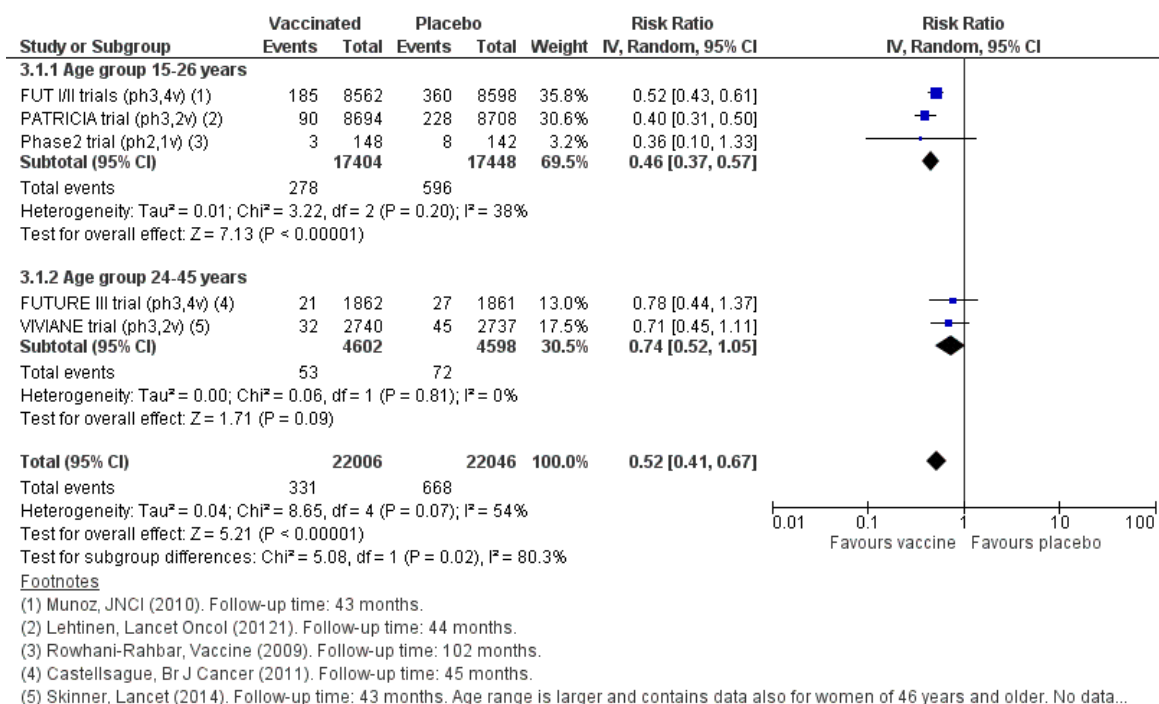 Vaccinated Placebo Risk Ratio Risk Ratio
Study or Subgroup Events Total Events Total Weight IV, Random, 95% CI IV, Random, 95% CI
3.1.1 Age group 15-26 years
FUT I/II trials (ph3,4v) (1) 185 8562 360 8598 35.8% 0.52 [0.43, 0.61]
PATRICIA trial (ph3,2v) (2) 90 8694 228 8708 30.6% 0.40 [0.31, 0.50]
Phase2 trial (ph2,1v) (3) 3 148 8 142 3.2% 0.36 [0.10, 1.33]
Subtotal (95% CI) 17404 17448 69.5% 0.46 [0.37, 0.57]
Total events 278 596
Heterogeneity: Tau² = 0.01; Chi² = 3.22, df = 2 (P = 0.20); I² = 38%
Test for overall effect: Z = 7.13 (P < 0.00001)
3.1.2 Age group 24-45 years
FUTURE III trial (ph3,4v) (4) 21 1862 27 1861 13.0% 0.78 [0.44, 1.37]
VIVIANE trial (ph3,2v) (5) 32 2740 45 2737 17.5% 0.71 [0.45, 1.11]
Subtotal (95% CI) 4602 4598 30.5% 0.74 [0.52, 1.05]
Total events 53 72
Heterogeneity: Tau² = 0.00; Chi² = 0.06, df = 1 (P = 0.81); I² = 0%
Test for overall effect: Z = 1.71 (P = 0.09)
Total (95% CI) 22006 22046 100.0% 0.52 [0.41, 0.67]
Total events 331 668
Heterogeneity: Tau² = 0.04; Chi² = 8.65, df = 4 (P = 0.07); I² = 54%
Test for overall effect: Z = 5.21 (P < 0.00001)
Test for subgroup differences: Chi² = 5.08, df = 1 (P = 0.02), I² = 80.3%
0.01 0.1 1 10 100
Favours vaccine Favours placebo
Footnotes
(1) Munoz, JNCI (2010). Follow-up time: 43 months.
(2) Lehtinen, Lancet Oncol (20121). Follow-up time: 44 months.
(3) Rowhani-Rahbar, Vaccine (2009). Follow-up time: 102 months.
(4) Castellsague, Br J Cancer (2011). Follow-up time: 45 months.
(5) Skinner, Lancet (2014). Follow-up time: 43 months. Age range is larger and contains data also for women of 46 years and older. No data...